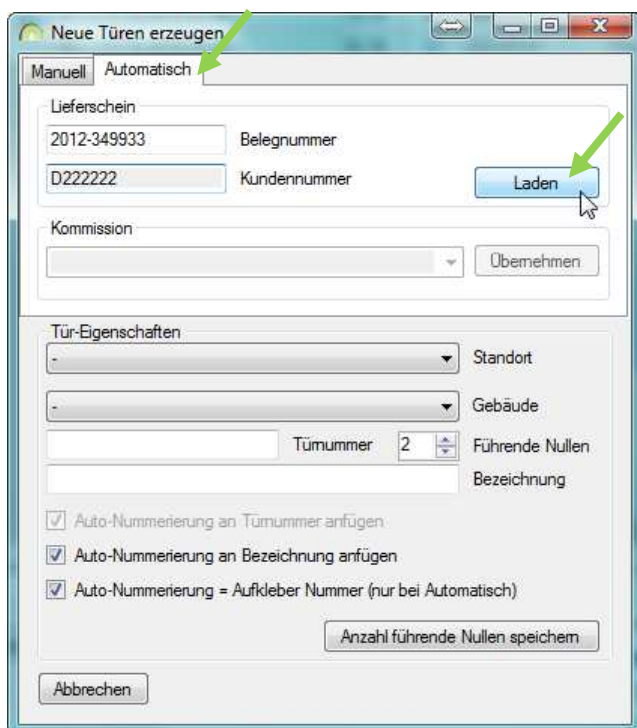 Neue Türen erzeugen
Manuell Automatisch
Lieferschein
2012-349933 Belegnummer
D222222 Kundennummer Laden
Kommission
Übernehmen
Tür-Eigenschaften
- Standort
- Gebäude
Türnummer 2 Führende Nullen
Bezeichnung
Auto-Nummerierung an Türnummer anfügen
Auto-Nummerierung an Bezeichnung anfügen
Auto-Nummerierung = Aufkleber Nummer (nur bei Automatisch)
Anzahl führende Nullen speichern
Abbrechen